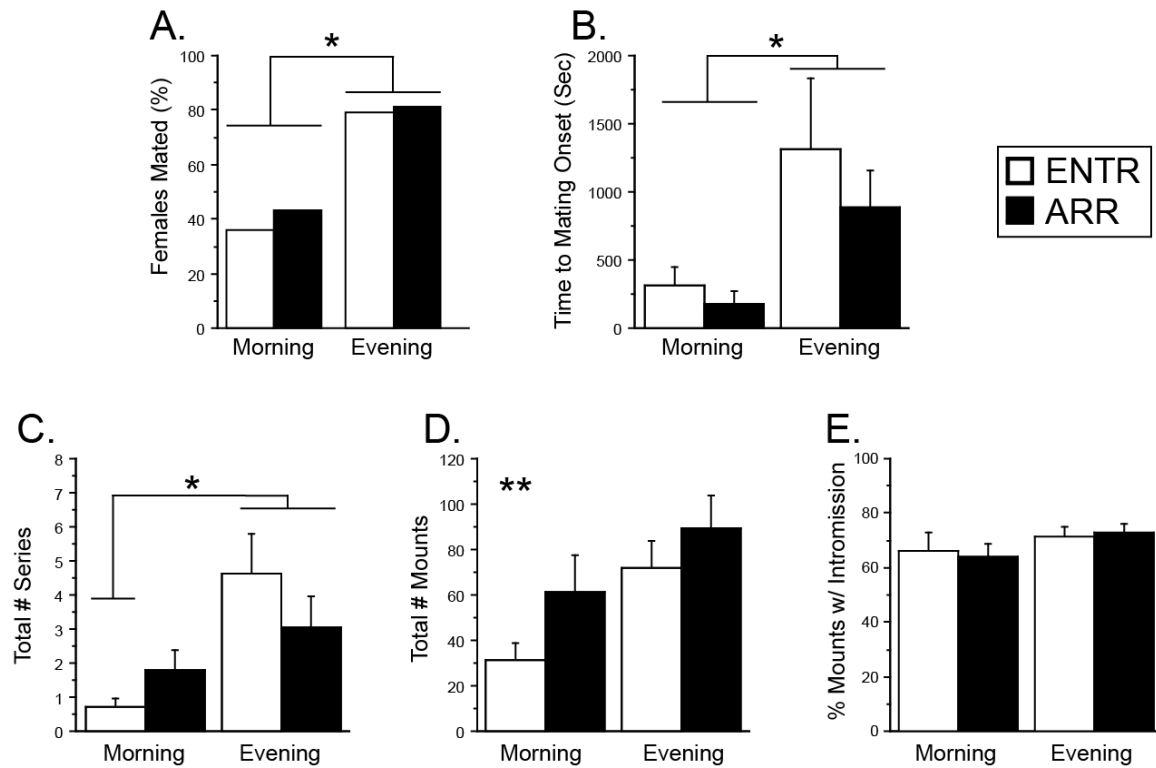 A.
*
Females Mated (%)
100
80
60
40
20
0
Morning Evening
B.
*
Time to Mating Onset (Sec)
2000
1500
1000
500
0
Morning Evening
ENTR
ARR
C.
*
Total # Series
8
7
6
5
4
3
2
1
0
Morning Evening
D.
**
Total # Mounts
120
100
80
60
40
20
0
Morning Evening
E.
% Mounts w/ Intromission
100
80
60
40
20
0
Morning Evening